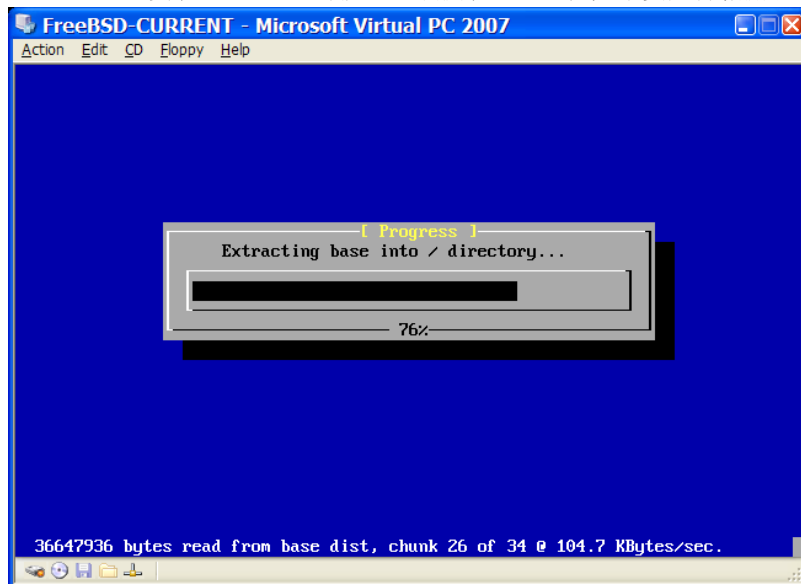 FreeBSD-CURRENT - Microsoft Virtual PC 2007
Action Edit CD Floppy Help
[ Progress ]
Extracting base into / directory...
76%
36647936 bytes read from base dist, chunk 26 of 34 @ 104.7 KBytes/sec.